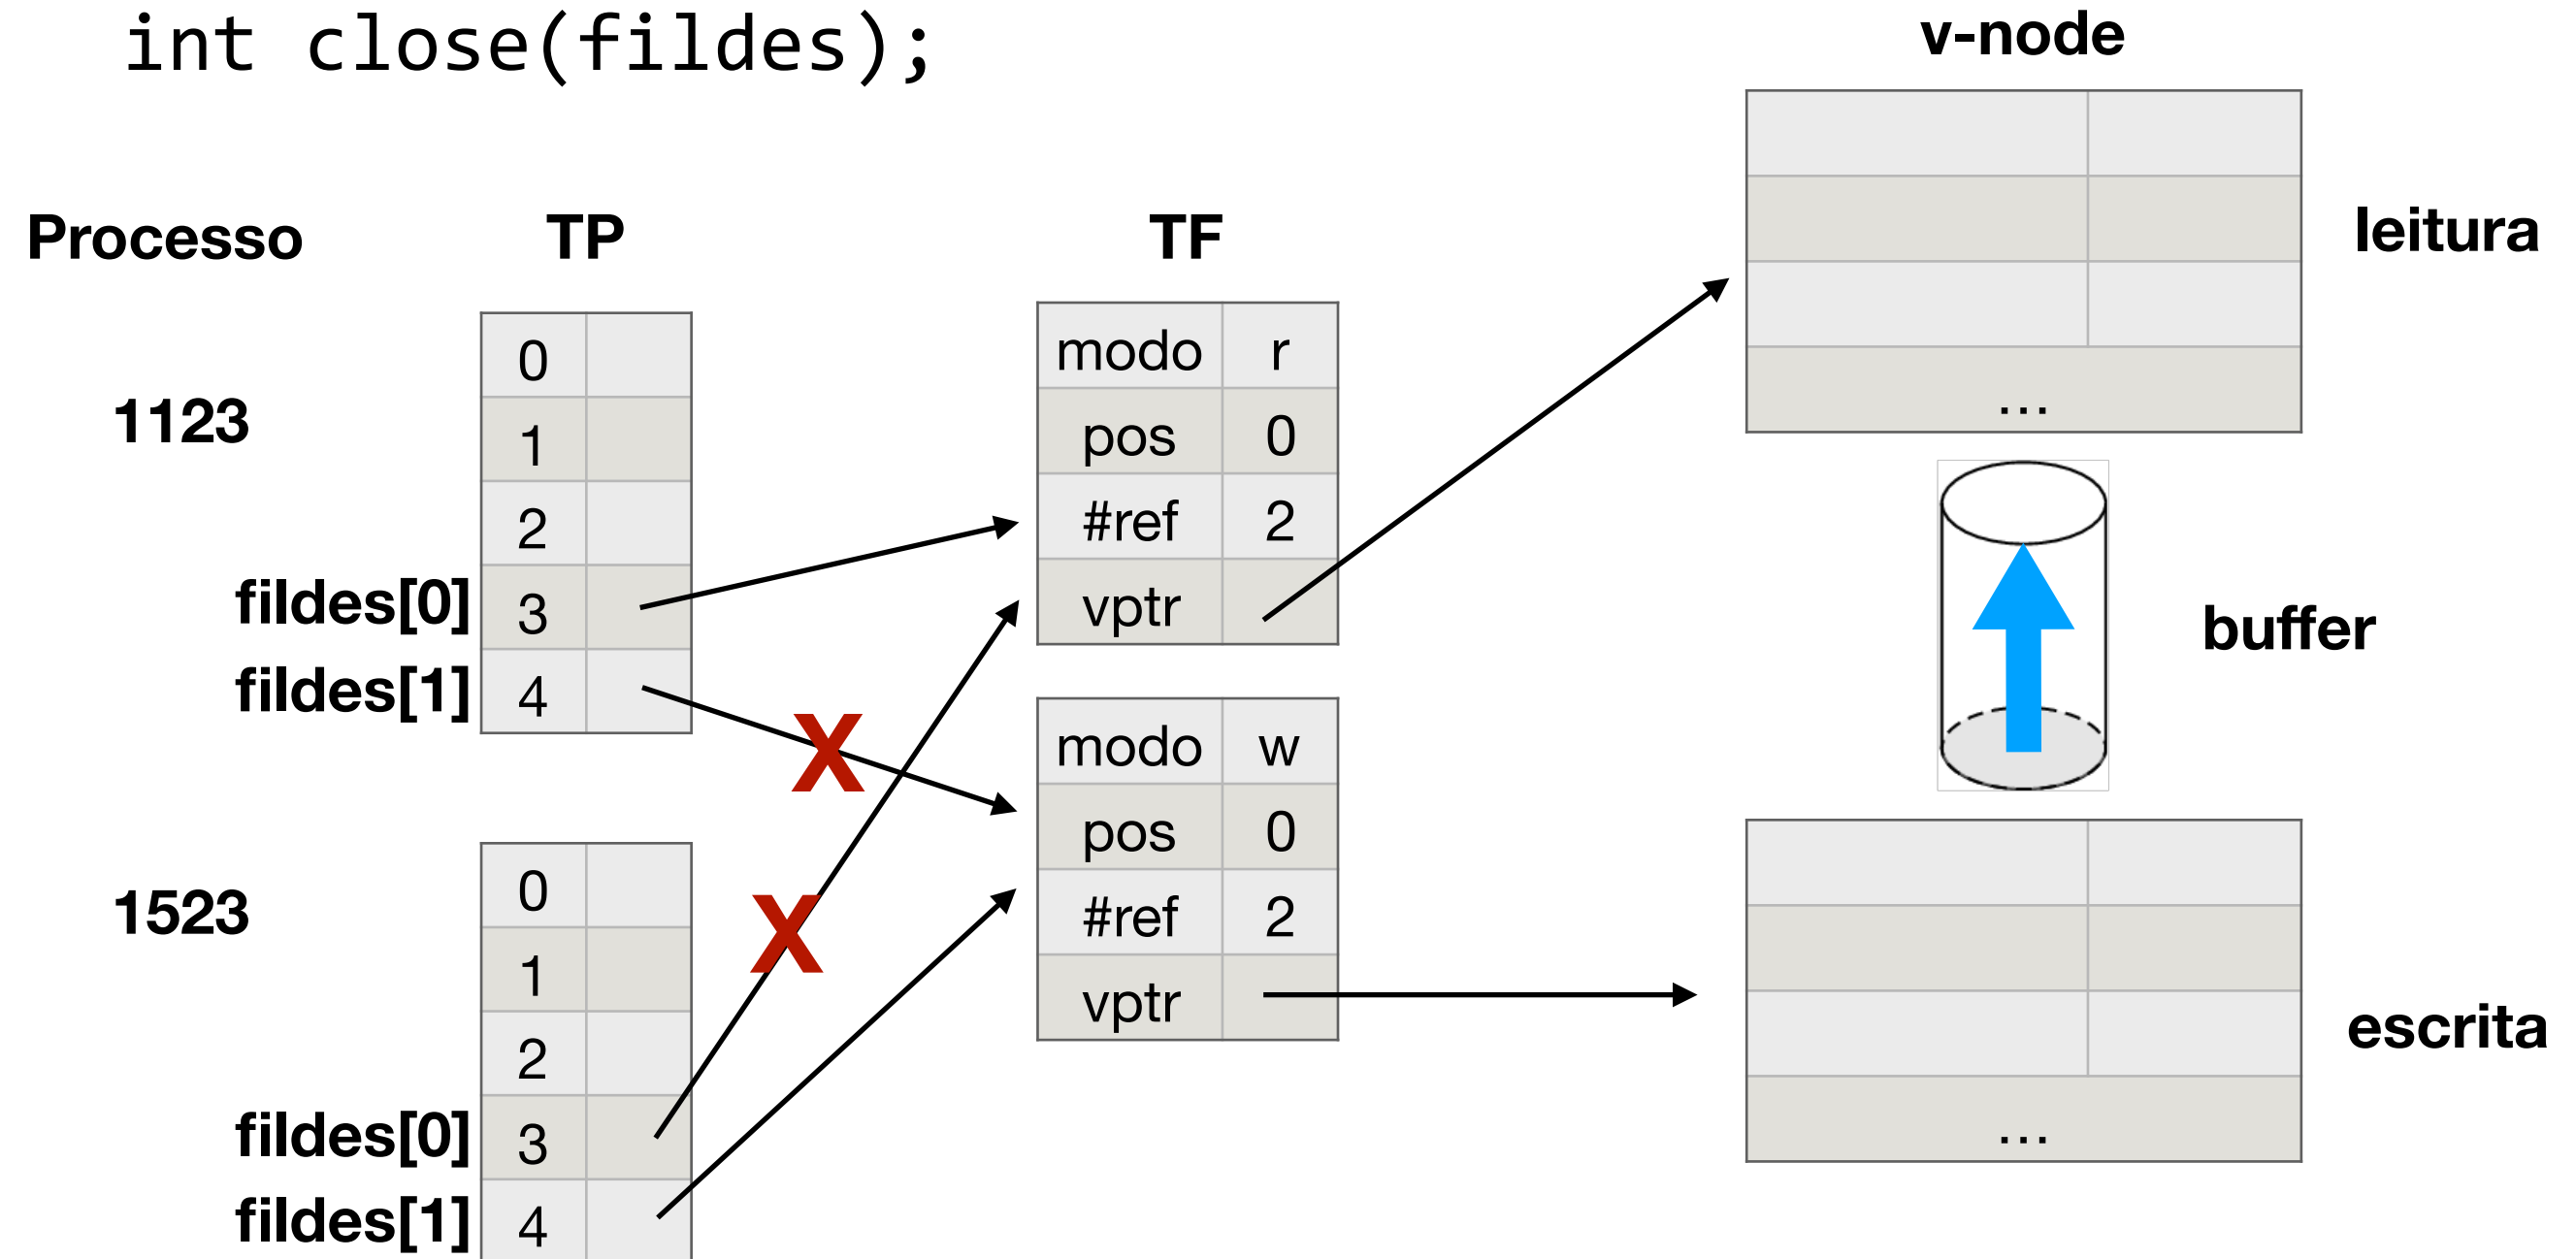 int close(fildes);
v-node
Processo TP TF
leitura
1123
0
1
2
fildes[0] 3
fildes[1] 4
modo r
pos 0
#ref 2
vptr
...
buffer
X
X
modo w
pos 0
#ref 2
vptr
1523
0
1
2
fildes[0] 3
fildes[1] 4
escrita
...